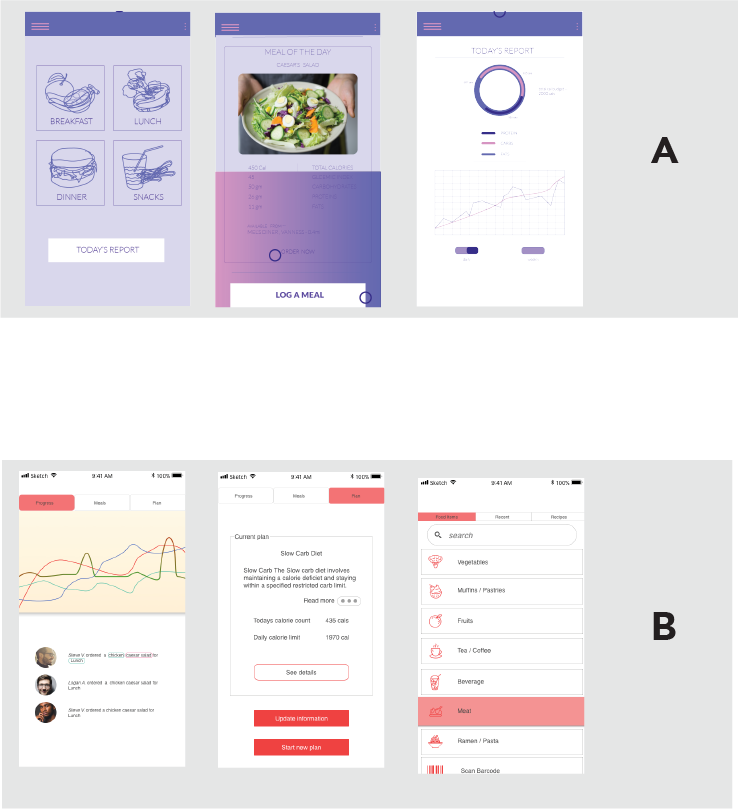 BREAKFAST
LUNCH
DINNER
SNACKS
TODAY'S REPORT
MEAL OF THE DAY
CAESARS SALAD
450 Cal TOTAL CALORIES
ORDER NOW
LOG A MEAL
TODAY'S REPORT
A
Sketch 9:41 AM 100%
Progress Meals Plan
Steve V. ordered a chicken caesar salad for
Lunch
Logan A. ordered a chicken caesar salad for
Lunch
Steve V. ordered a chicken caesar salad for
Lunch
Sketch 9:41 AM 100%
Progress Meals Plan
Current plan
Slow Carb Diet
Slow Carb The Slow carb diet involves
maintaining a calorie deficiet and staying
within a specified restricted carb limit.
Read more
Todays calorie count 435 cals
Daily calorie limit 1970 cal
See details
Update information
Start new plan
Sketch 9:41 AM 100%
Food Items Recent Recipes
search
Vegetables
Muffins / Pastries
Fruits
Tea / Coffee
Beverage
Meal
Ramen / Pasta
Scan Barcode
B